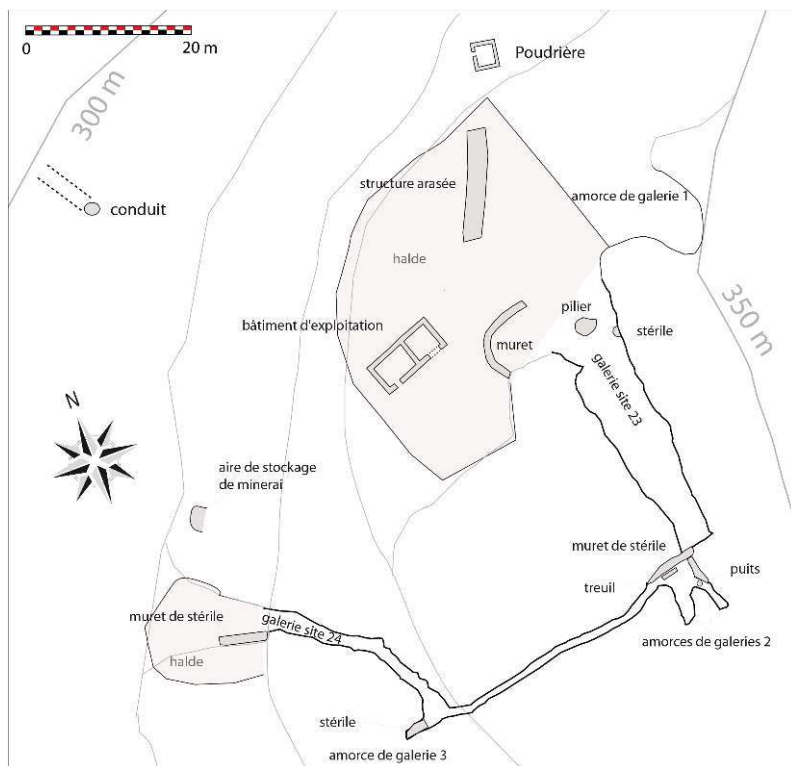 0
20 m
Poudrière
300 m
structure arasée
amorce de galerie 1
conduit
halde
pilier
bâtiment d'exploitation
muret
stérile
350 m
galerie site 23
N
aire de stockage
de minerai
muret de stérile
puits
treuil
muret de stérile
galerie site 24
amorces de galeries 2
halde
stérile
amorce de galerie 3